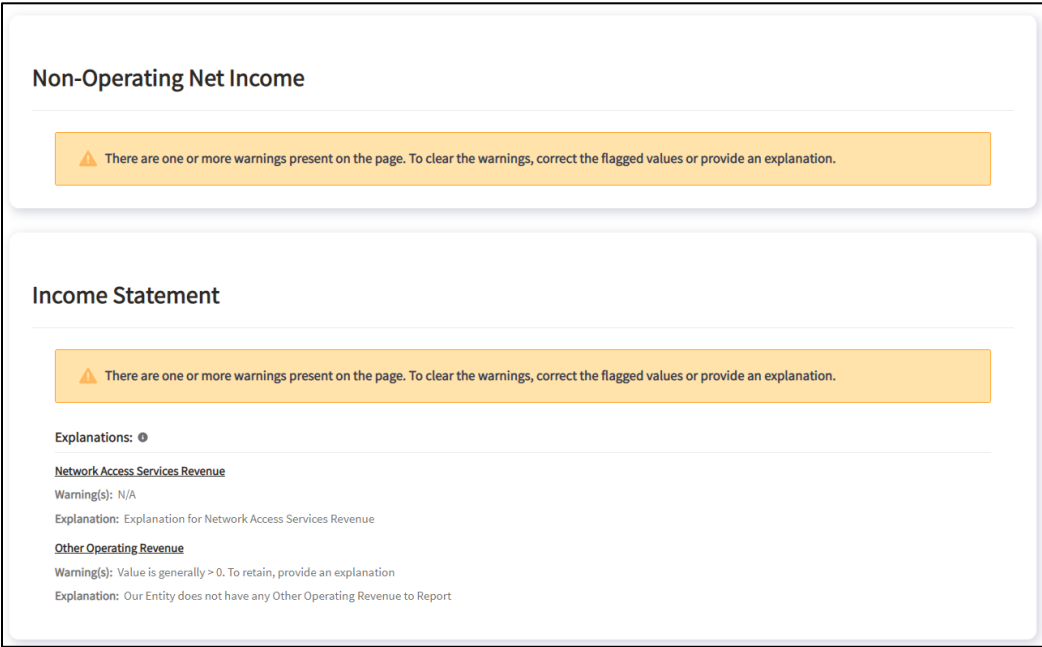 Non-Operating Net Income
There are one or more warnings present on the page. To clear the warnings, correct the flagged values or provide an explanation.
Income Statement
There are one or more warnings present on the page. To clear the warnings, correct the flagged values or provide an explanation.
Explanations:
Network Access Services Revenue
Warning(s): N/A
Explanation: Explanation for Network Access Services Revenue
Other Operating Revenue
Warning(s): Value is generally > 0. To retain, provide an explanation
Explanation: Our Entity does not have any Other Operating Revenue to Report